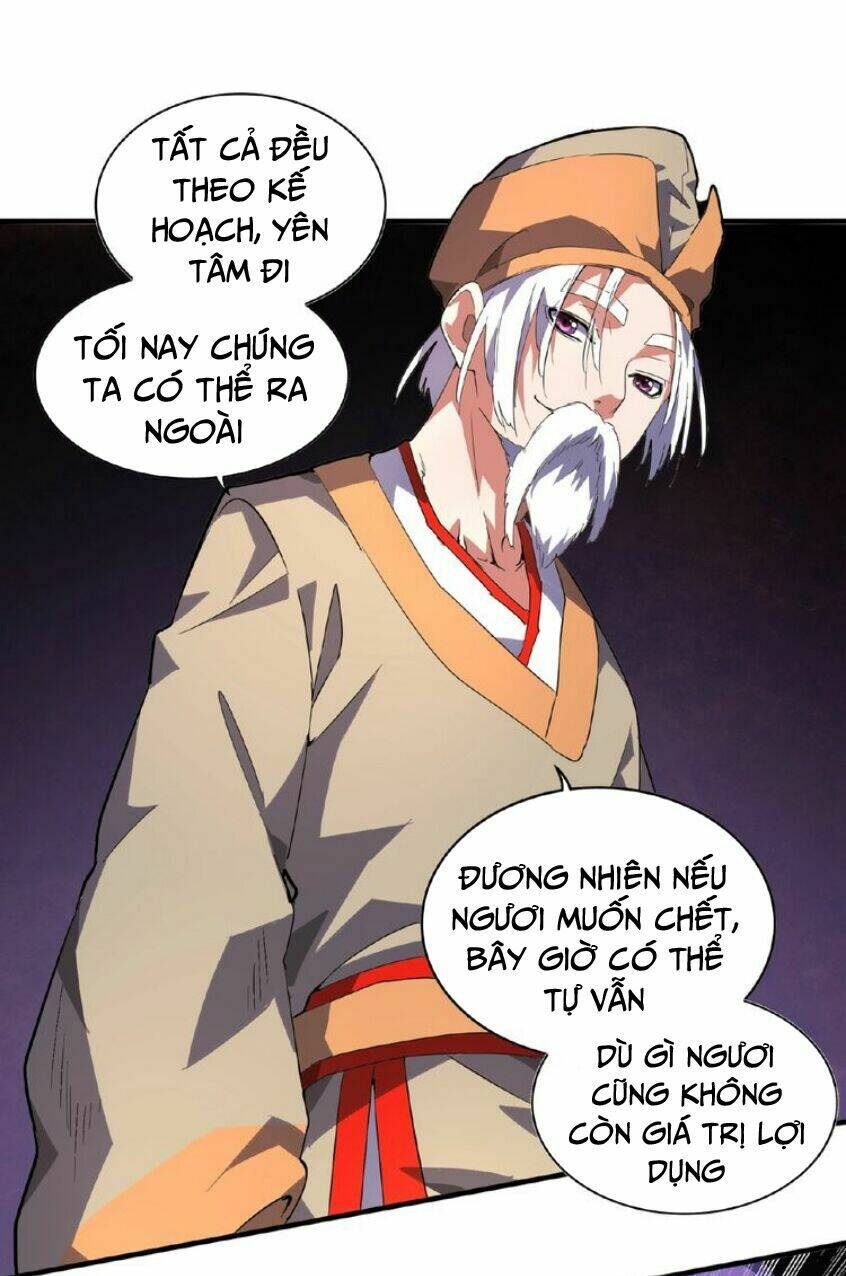 TẤT CẢ ĐỀU
THEO KẾ
HOẠCH, YÊN
TÂM ĐI
TỐI NAY CHÚNG
TA CÓ THỂ RA
NGOÀI
ĐƯƠNG NHIÊN NẾU
NGƯƠI MUỐN CHẾT,
BÂY GIỜ CÓ THỂ
TỰ VẪN
DÙ GÌ NGƯƠI
CŨNG KHÔNG
CÒN GIÁ TRỊ LỢI
DỤNG